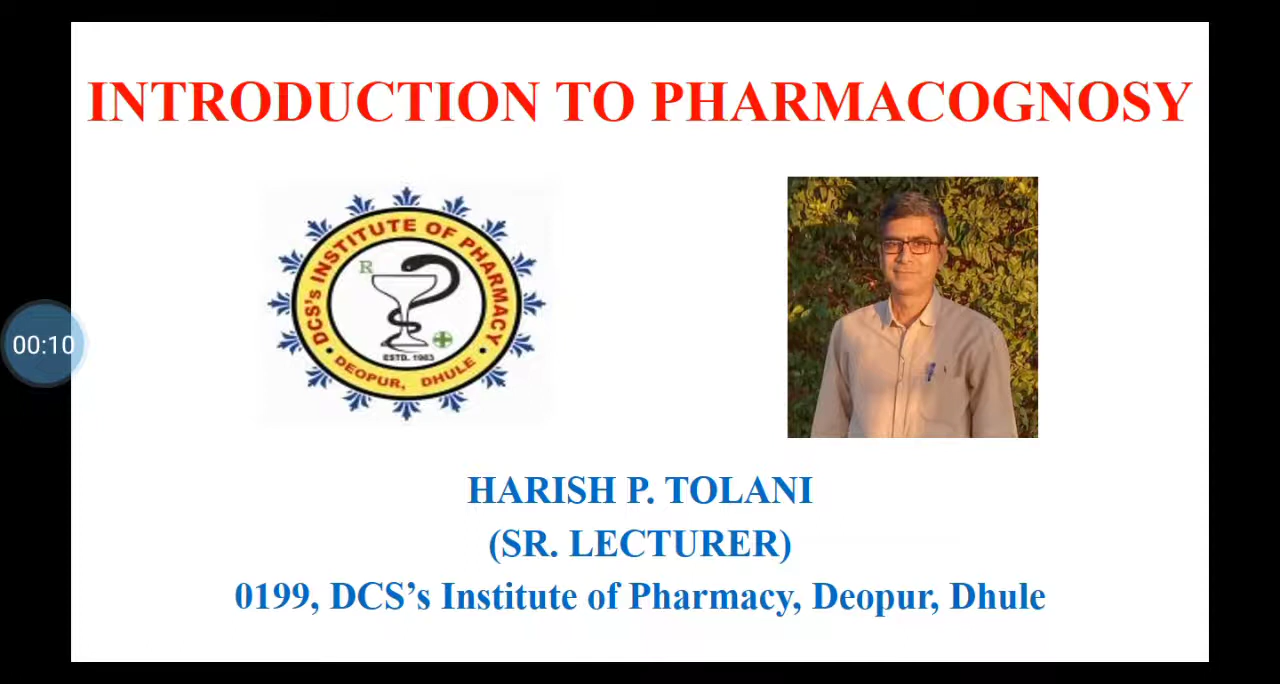 INTRODUCTION TO PHARMACOGNOSY
DCS's INSTITUTE OF PHARMACY
R
ESTD. 1983
• DEOPUR, DHULE •
00:10
HARISH P. TOLANI
(SR. LECTURER)
0199, DCS’s Institute of Pharmacy, Deopur, Dhule